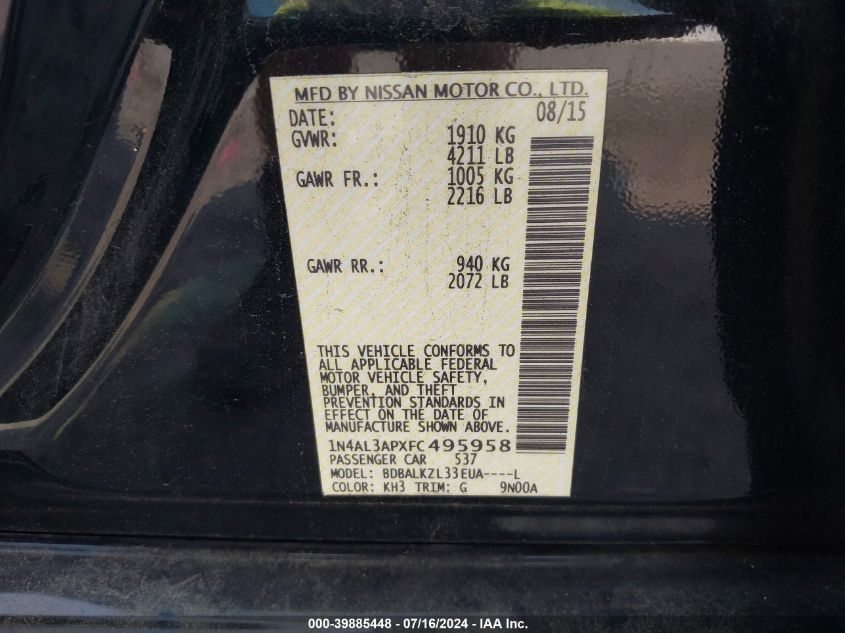 MFD BY NISSAN MOTOR CO., LTD.
DATE: 08/15
GVWR: 1910 KG
4211 LB
GAWR FR.: 1005 KG
2216 LB
GAWR RR.: 940 KG
2072 LB
THIS VEHICLE CONFORMS TO
ALL APPLICABLE FEDERAL
MOTOR VEHICLE SAFETY,
BUMPER, AND THEFT
PREVENTION STANDARDS IN
EFFECT ON THE DATE OF
MANUFACTURE SHOWN ABOVE.
1N4AL3APXFC495958
PASSENGER CAR 537
MODEL: BDBALKZL33EUA----L
COLOR: KH3 TRIM: G 9N00A
000-39885448 - 07/16/2024 - IAA Inc.